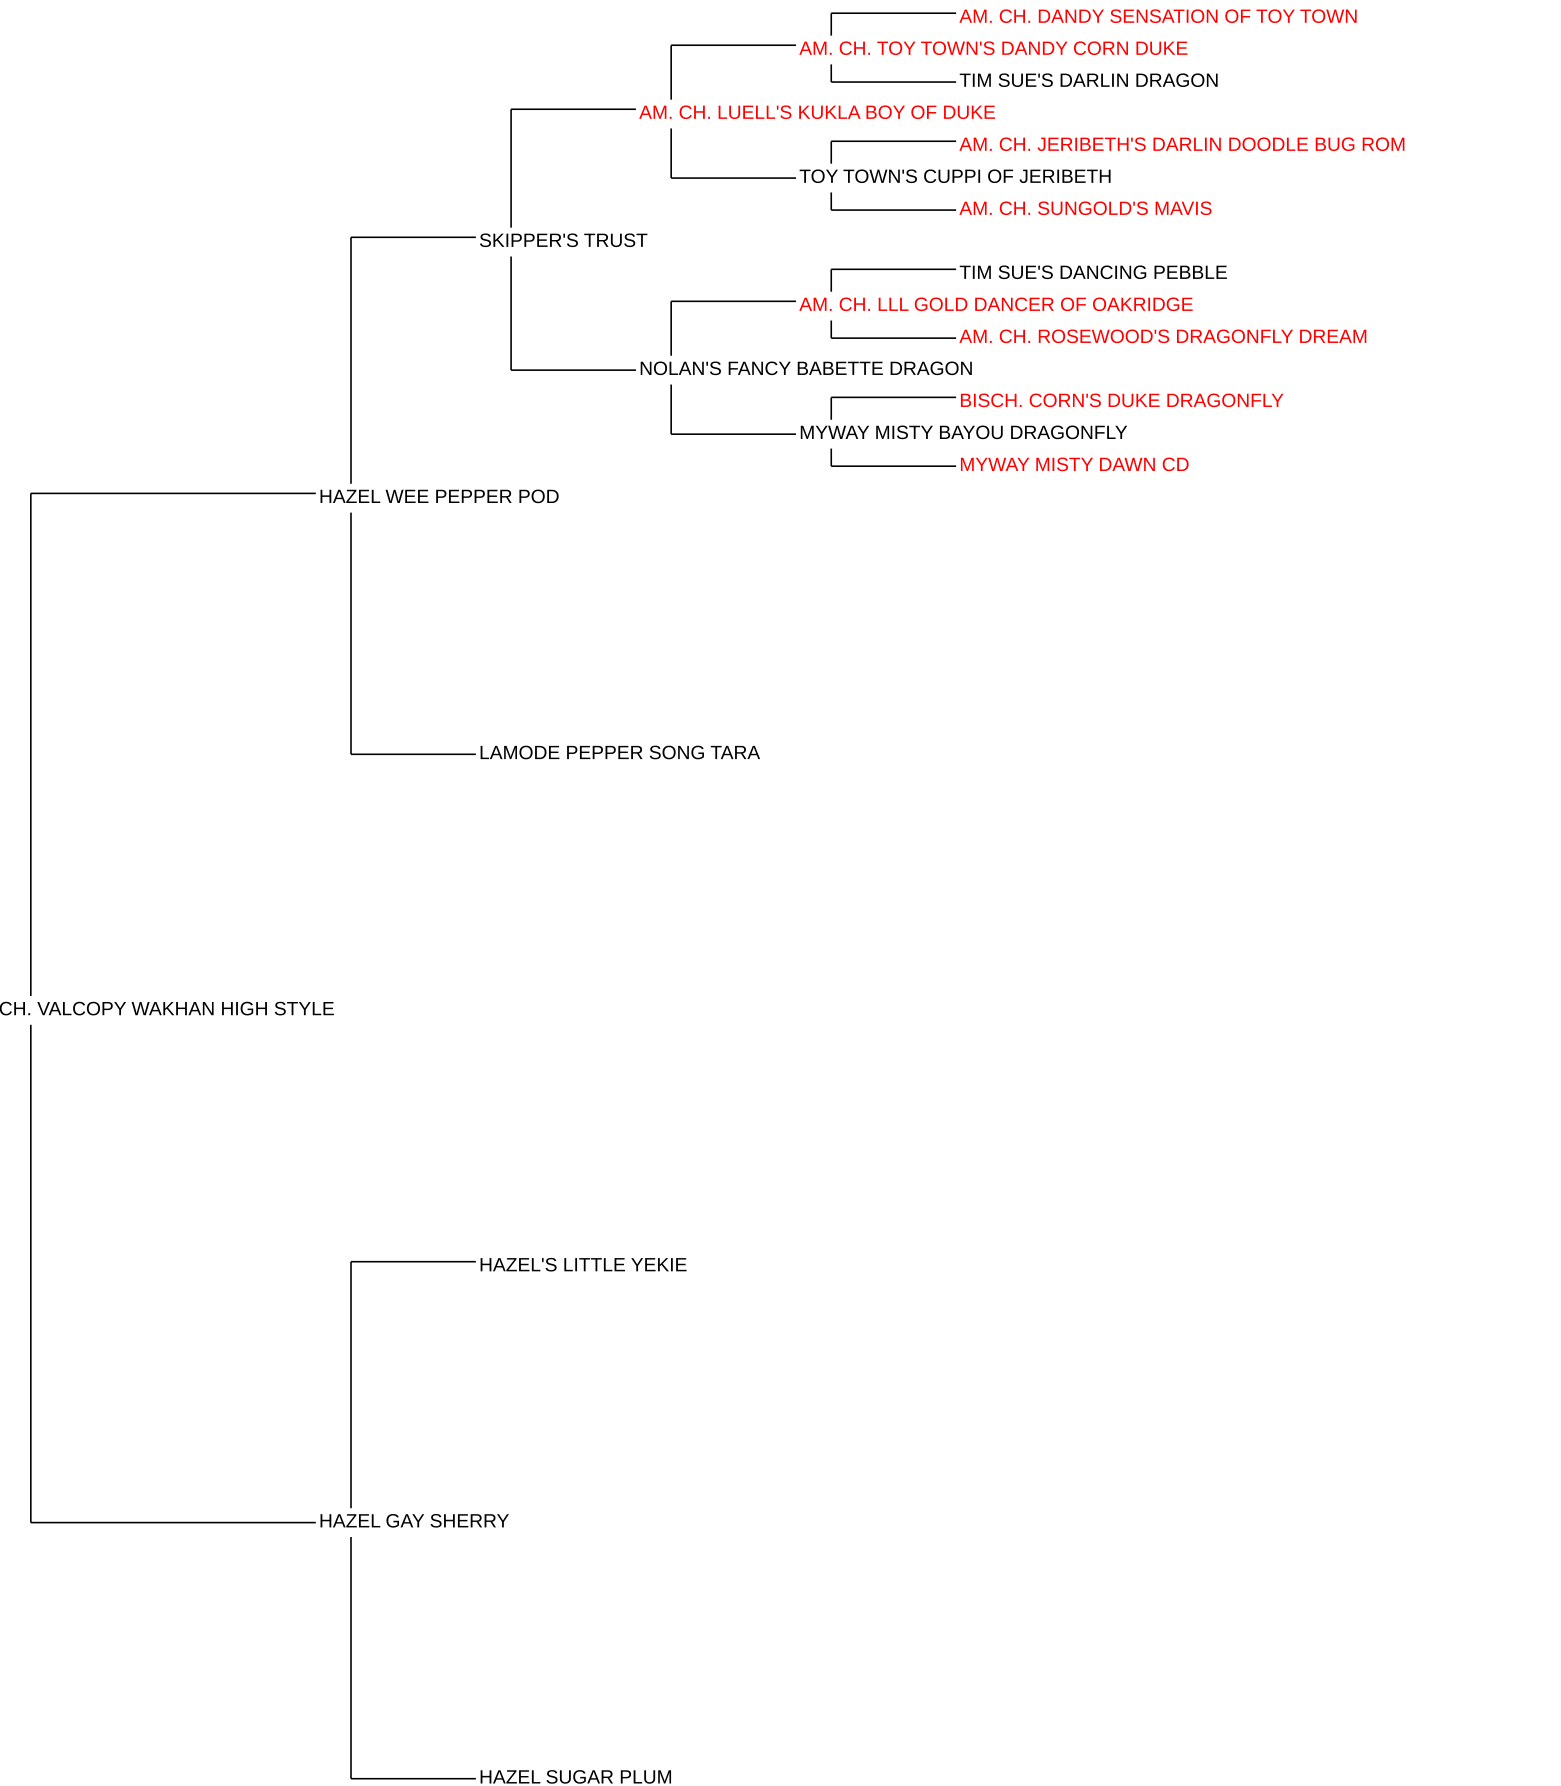 AM. CH. DANDY SENSATION OF TOY TOWN
AM. CH. TOY TOWN'S DANDY CORN DUKE
TIM SUE'S DARLIN DRAGON
AM. CH. LUELL'S KUKLA BOY OF DUKE
AM. CH. JERIBETH'S DARLIN DOODLE BUG ROM
TOY TOWN'S CUPPI OF JERIBETH
AM. CH. SUNGOLD'S MAVIS
SKIPPER'S TRUST
TIM SUE'S DANCING PEBBLE
AM. CH. LLL GOLD DANCER OF OAKRIDGE
AM. CH. ROSEWOOD'S DRAGONFLY DREAM
NOLAN'S FANCY BABETTE DRAGON
BISCH. CORN'S DUKE DRAGONFLY
MYWAY MISTY BAYOU DRAGONFLY
MYWAY MISTY DAWN CD
HAZEL WEE PEPPER POD
LAMODE PEPPER SONG TARA
CH. VALCOPY WAKHAN HIGH STYLE
HAZEL'S LITTLE YEKIE
HAZEL GAY SHERRY
HAZEL SUGAR PLUM